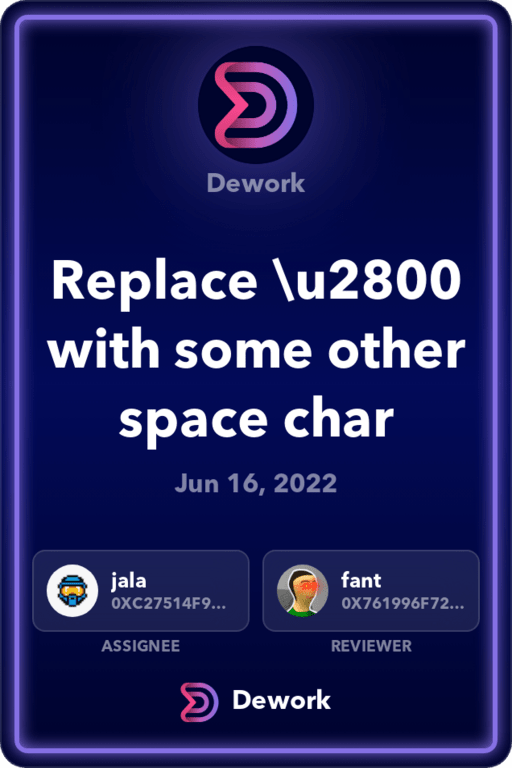 Dework
Replace \u2800
with some other
space char
Jun 16, 2022
jala
0XC27514F9...
fant
0X761996F72...
ASSIGNEE
REVIEWER
Dework